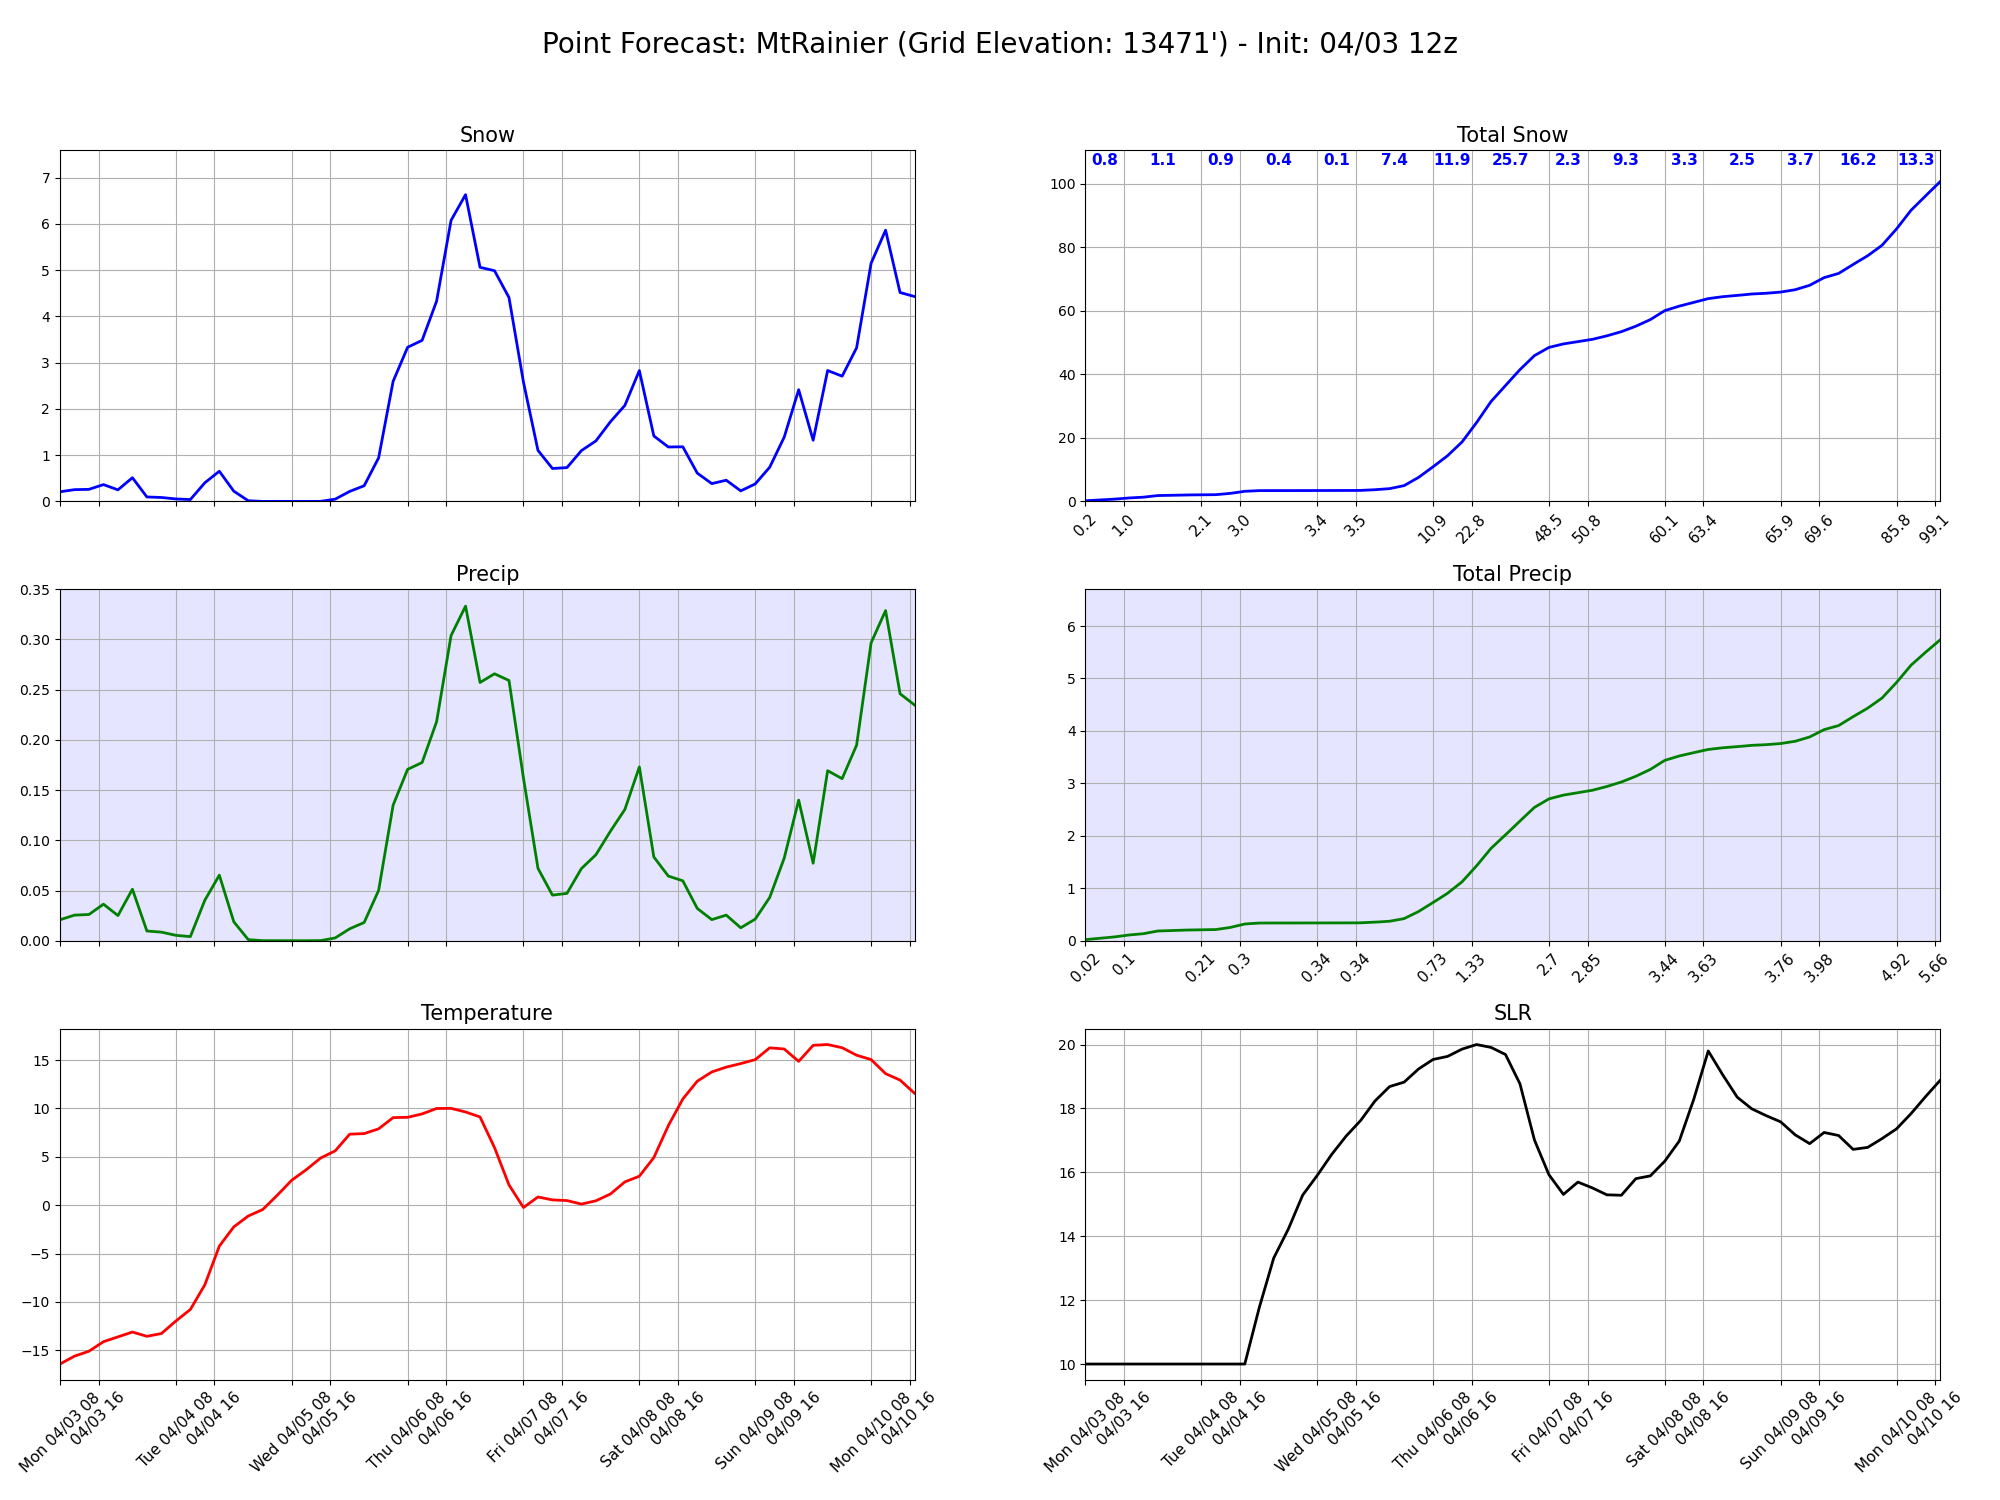 Point Forecast: MtRainier (Grid Elevation: 13471') - Init: 04/03 12z
Snow
7
6
5
4
3
2
1
0
Total Snow
0.8 1.1 0.9 0.4 0.1 7.4 11.9 25.7 2.3 9.3 3.3 2.5 3.7 16.2 13.3
100
80
60
40
20
0
0.2 1.0 2.1 3.0 3.4 3.5 10.9 22.8 48.5 50.8 60.1 63.4 65.9 69.6 85.8 99.1
Precip
0.35
0.30
0.25
0.20
0.15
0.10
0.05
0.00
Total Precip
6
5
4
3
2
1
0
0.02 0.1 0.21 0.3 0.34 0.34 0.73 1.33 2.7 2.85 3.44 3.63 3.76 3.98 4.92 5.66
Temperature
15
10
5
0
−5
−10
−15
Mon 04/03 08
04/03 16
Tue 04/04 08
04/04 16
Wed 04/05 08
04/05 16
Thu 04/06 08
04/06 16
Fri 04/07 08
04/07 16
Sat 04/08 08
04/08 16
Sun 04/09 08
04/09 16
Mon 04/10 08
04/10 16
SLR
20
18
16
14
12
10
Mon 04/03 08
04/03 16
Tue 04/04 08
04/04 16
Wed 04/05 08
04/05 16
Thu 04/06 08
04/06 16
Fri 04/07 08
04/07 16
Sat 04/08 08
04/08 16
Sun 04/09 08
04/09 16
Mon 04/10 08
04/10 16